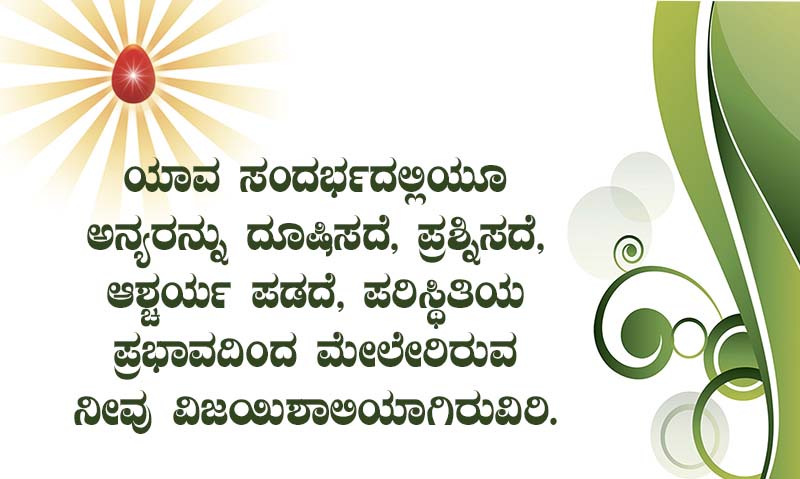 ಯಾವ ಸಂದರ್ಭದಲ್ಲಿಯೂ
ಅನ್ಯರನ್ನು ದೂಷಿಸದೆ, ಪ್ರಶ್ನಿಸದೆ,
ಆಶ್ಚರ್ಯ ಪಡದೆ, ಪರಿಸ್ಥಿತಿಯ
ಪ್ರಭಾವದಿಂದ ಮೇಲೇರಿರುವ
ನೀವು ವಿಜಯಿಶಾಲಿಯಾಗಿರುವಿರಿ.